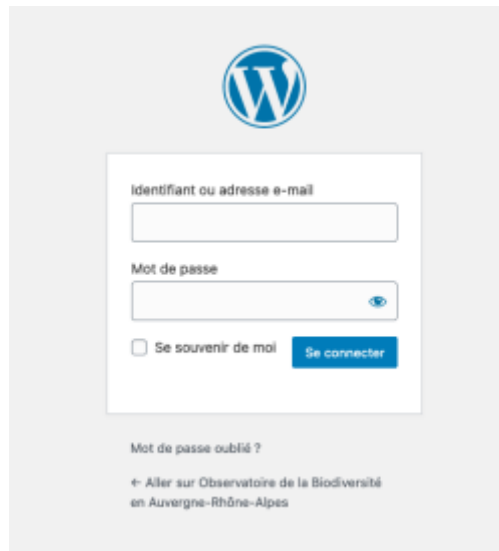 Identifiant ou adresse e-mail
Mot de passe
Se souvenir de moi
Se connecter
Mot de passe oublié ?
← Aller sur Observatoire de la Biodiversité
en Auvergne-Rhône-Alpes